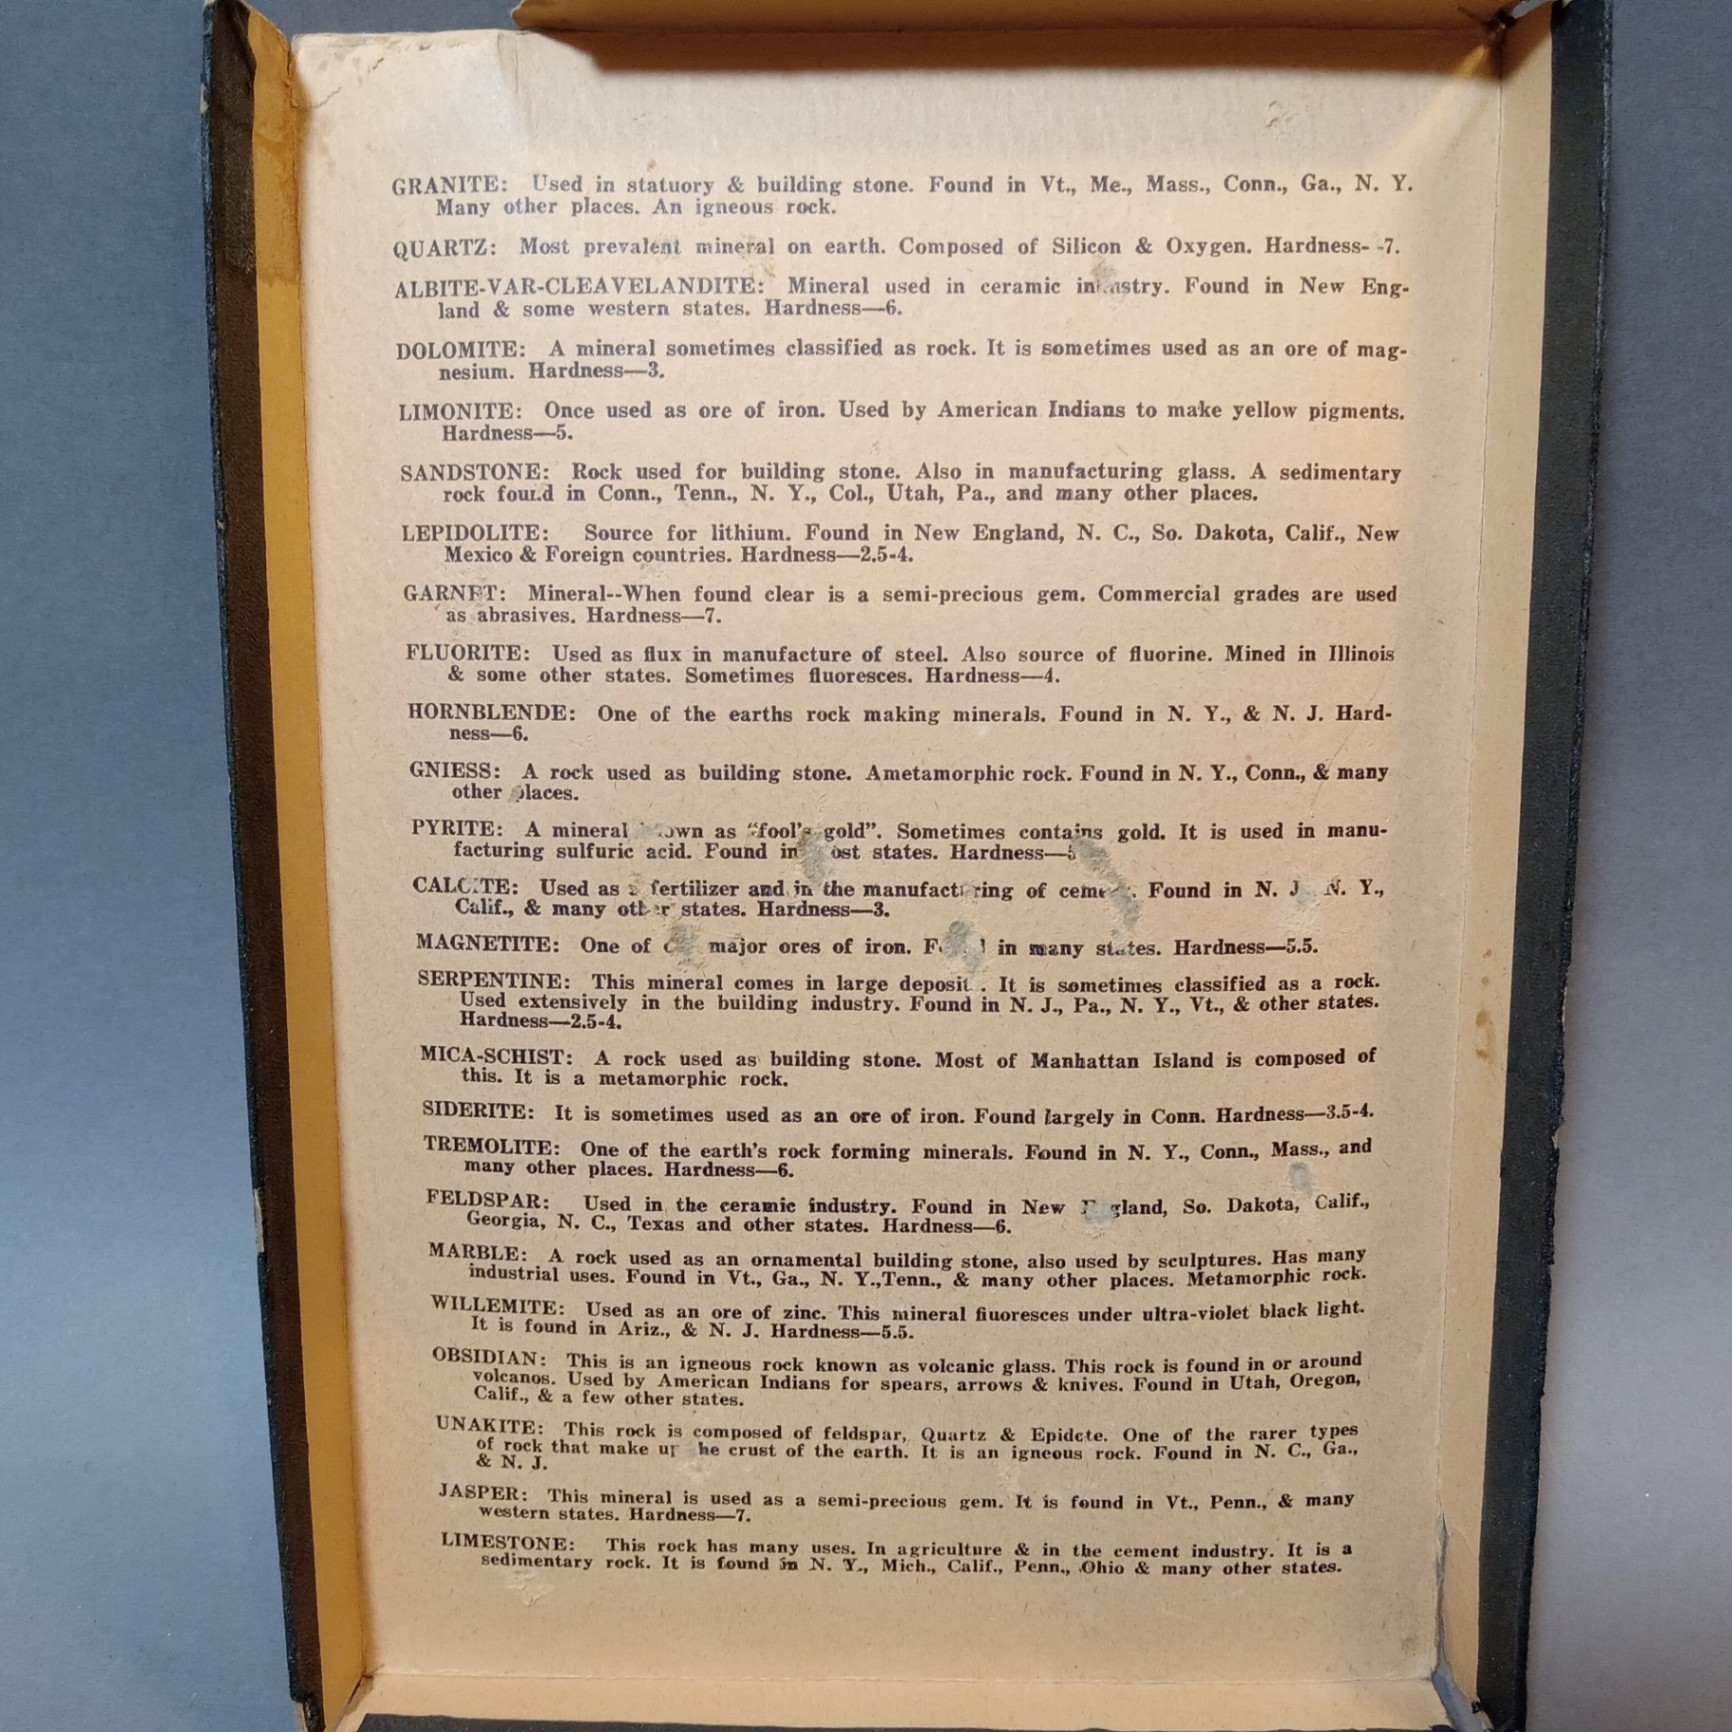 GRANITE: Used in statuory & building stone. Found in Vt., Me., Mass., Conn., Ga., N. Y.
Many other places. An igneous rock.
QUARTZ: Most prevalent mineral on earth. Composed of Silicon & Oxygen. Hardness- -7.
ALBITE-VAR-CLEAVELANDITE: Mineral used in ceramic industry. Found in New Eng-
land & some western states. Hardness—6.
DOLOMITE: A mineral sometimes classified as rock. It is sometimes used as an ore of mag-
nesium. Hardness—3.
LIMONITE: Once used as ore of iron. Used by American Indians to make yellow pigments.
Hardness—5.
SANDSTONE: Rock used for building stone. Also in manufacturing glass. A sedimentary
rock found in Conn., Tenn., N. Y., Col., Utah, Pa., and many other places.
LEPIDOLITE: Source for lithium. Found in New England, N. C., So. Dakota, Calif., New
Mexico & Foreign countries. Hardness—2.5-4.
GARNET: Mineral--When found clear is a semi-precious gem. Commercial grades are used
as abrasives. Hardness—7.
FLUORITE: Used as flux in manufacture of steel. Also source of fluorine. Mined in Illinois
& some other states. Sometimes fluoresces. Hardness—4.
HORNBLENDE: One of the earths rock making minerals. Found in N. Y., & N. J. Hard-
ness—6.
GNIESS: A rock used as building stone. Ametamorphic rock. Found in N. Y., Conn., & many
other places.
PYRITE: A mineral known as “fool's gold”. Sometimes contains gold. It is used in manu-
facturing sulfuric acid. Found in most states. Hardness—
CALCITE: Used as a fertilizer and in the manufacturing of cement. Found in N. J., N. Y.,
Calif., & many other states. Hardness—3.
MAGNETITE: One of major ores of iron. Found in many states. Hardness—5.5.
SERPENTINE: This mineral comes in large deposits. It is sometimes classified as a rock.
Used extensively in the building industry. Found in N. J., Pa., N. Y., Vt., & other states.
Hardness—2.5-4.
MICA-SCHIST: A rock used as building stone. Most of Manhattan Island is composed of
this. It is a metamorphic rock.
SIDERITE: It is sometimes used as an ore of iron. Found largely in Conn. Hardness—3.5-4.
TREMOLITE: One of the earth's rock forming minerals. Found in N. Y., Conn., Mass., and
many other places. Hardness—6.
FELDSPAR: Used in the ceramic industry. Found in New England, So. Dakota, Calif.,
Georgia, N. C., Texas and other states. Hardness—6.
MARBLE: A rock used as an ornamental building stone, also used by sculptures. Has many
industrial uses. Found in Vt., Ga., N. Y.,Tenn., & many other places. Metamorphic rock.
WILLEMITE: Used as an ore of zinc. This mineral fluoresces under ultra-violet black light.
It is found in Ariz., & N. J. Hardness—5.5.
OBSIDIAN: This is an igneous rock known as volcanic glass. This rock is found in or around
volcanos. Used by American Indians for spears, arrows & knives. Found in Utah, Oregon,
Calif., & a few other states.
UNAKITE: This rock is composed of feldspar, Quartz & Epidote. One of the rarer types
of rock that make up the crust of the earth. It is an igneous rock. Found in N. C., Ga.,
& N. J.
JASPER: This mineral is used as a semi-precious gem. It is found in Vt., Penn., & many
western states. Hardness—7.
LIMESTONE: This rock has many uses. In agriculture & in the cement industry. It is a
sedimentary rock. It is found in N. Y., Mich., Calif., Penn., Ohio & many other states.